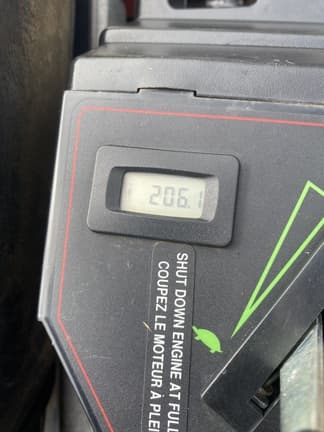 206.1
SHUT DOWN ENGINE AT FULL
COUPEZ LE MOTEUR À PLEI